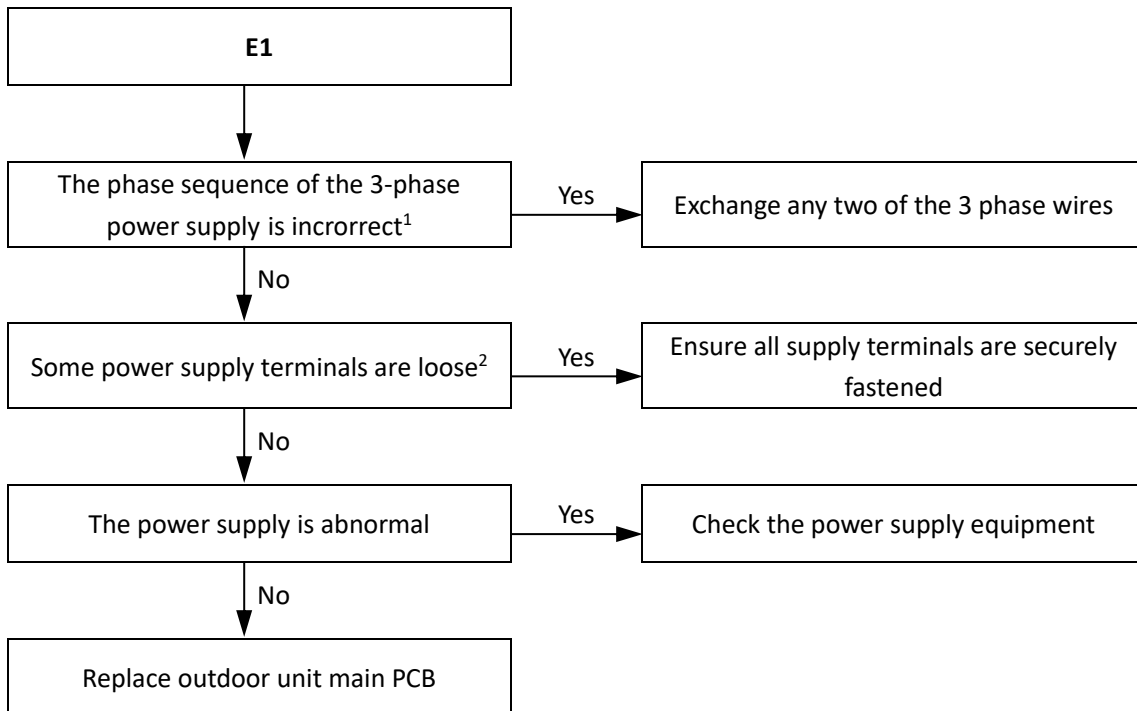 E1
The phase sequence of the 3-phase
power supply is incrorrect¹
Yes
Exchange any two of the 3 phase wires
No
Some power supply terminals are loose²
Yes
Ensure all supply terminals are securely
fastened
No
The power supply is abnormal
Yes
Check the power supply equipment
No
Replace outdoor unit main PCB